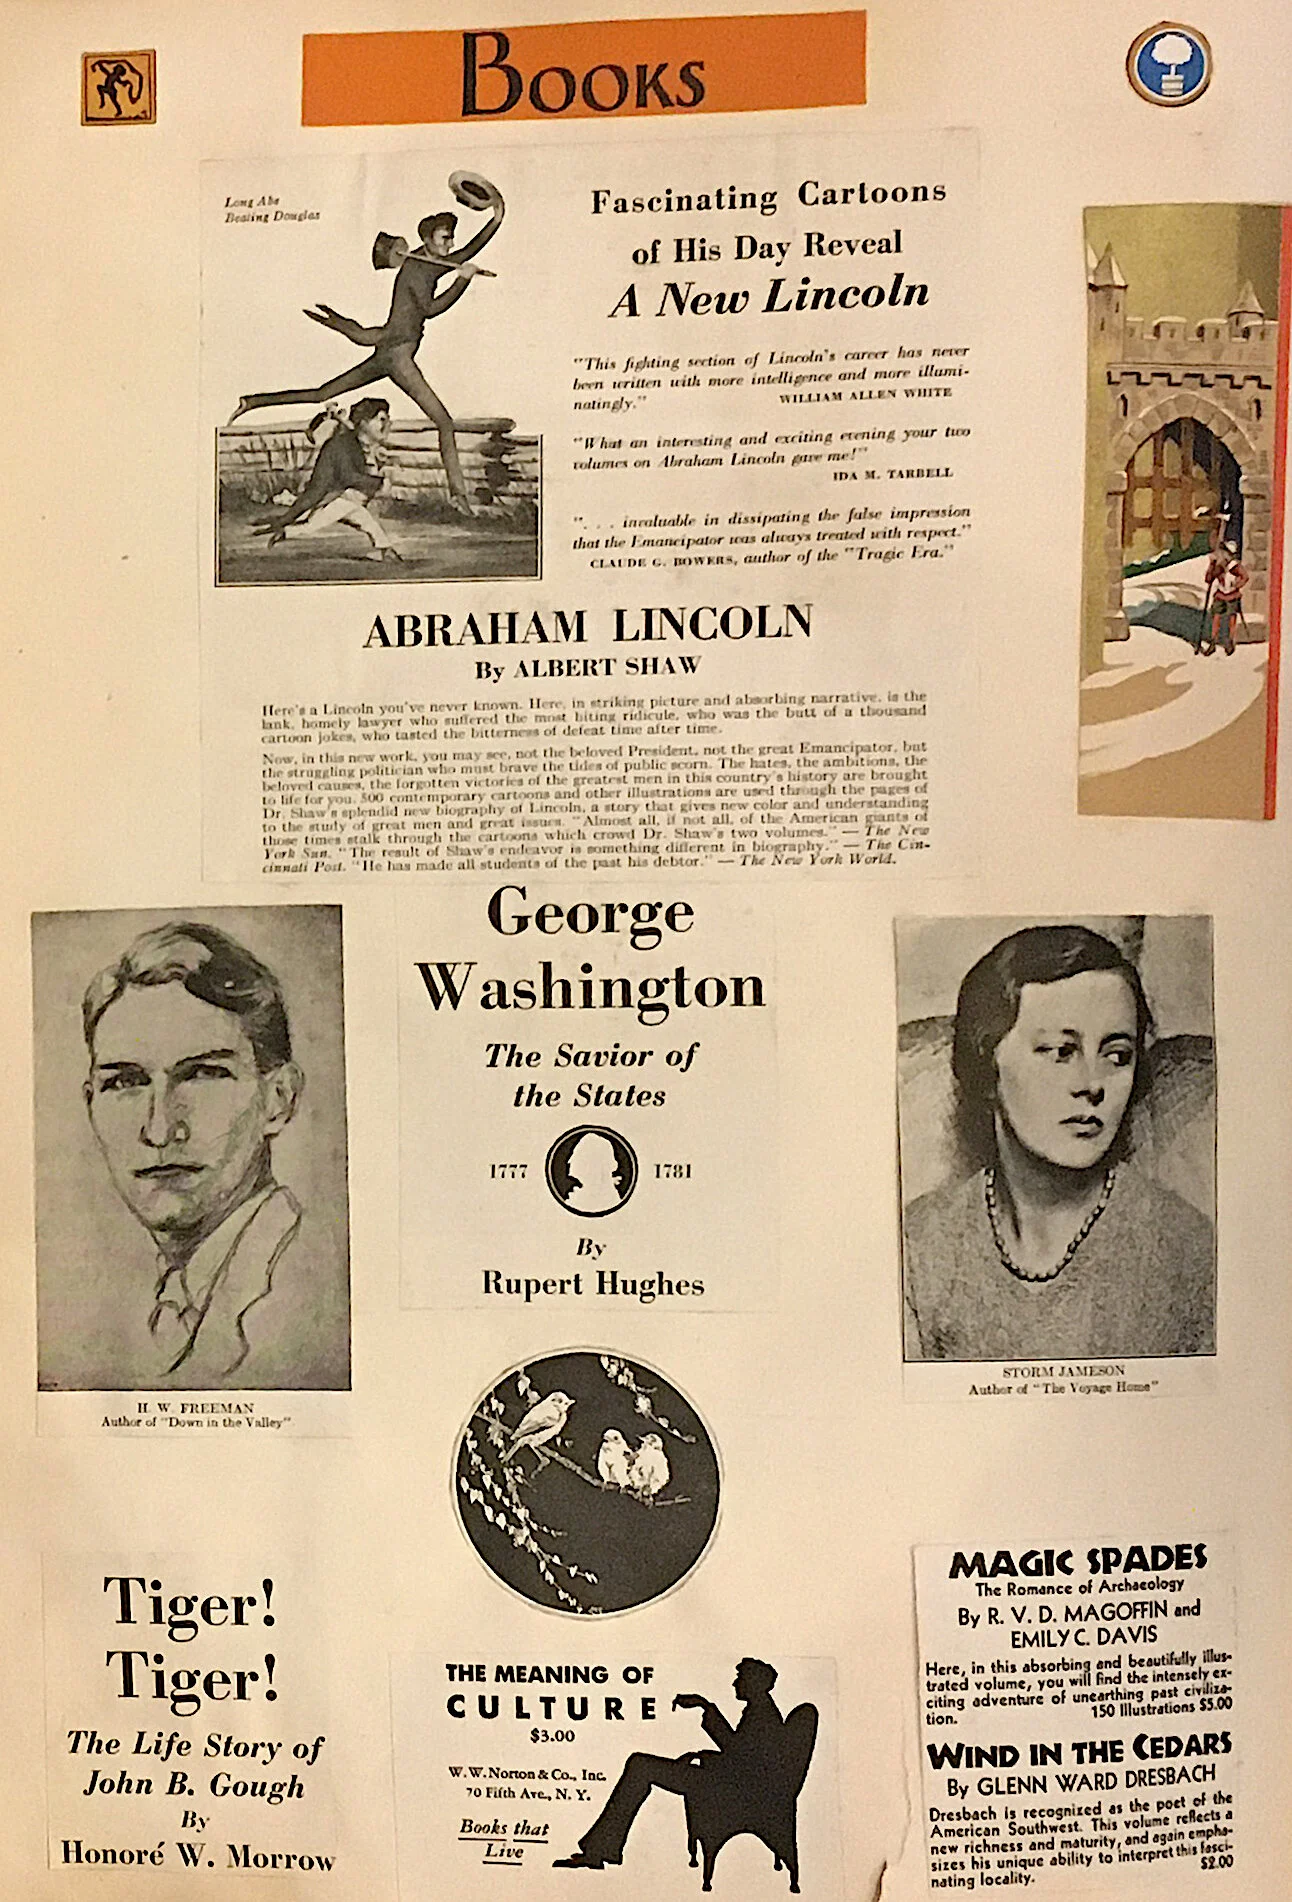 BOOKS
Long Abe
Beating Douglas
Fascinating Cartoons
of His Day Reveal
A New Lincoln
"This fighting section of Lincoln's career has never
been written with more intelligence and more illumi-
natingly."
WILLIAM ALLEN WHITE
"What an interesting and exciting evening your two
volumes on Abraham Lincoln gave me!"
IDA M. TARBELL
". . . invaluable in dissipating the false impression
that the Emancipator was always treated with respect."
CLAUDE G. BOWERS, author of the "Tragic Era."
ABRAHAM LINCOLN
By ALBERT SHAW
Here's a Lincoln you've never known. Here, in striking picture and absorbing narrative, is the
lank, homely lawyer who suffered the most biting ridicule, who was the butt of a thousand
cartoon jokes, who tasted the bitterness of defeat time after time.
Now, in this new work, you may see, not the beloved President, not the great Emancipator, but
the struggling politician who must brave the tides of public scorn. The hates, the ambitions, the
beloved causes, the forgotten victories of the greatest men in this country's history are brought
to life for you. 500 contemporary cartoons and other illustrations are used through the pages of
Dr. Shaw's splendid new biography of Lincoln, a story that gives new color and understanding
to the study of great men and great issues. "Almost all, if not all, of the American giants of
those times stalk through the cartoons which crowd Dr. Shaw's two volumes." — The New
York Sun. "The result of Shaw's endeavor is something different in biography." — The Cin-
cinnati Post. "He has made all students of the past his debtor." — The New York World.
George
Washington
The Savior of
the States
1777 1781
By
Rupert Hughes
H. W. FREEMAN
Author of "Down in the Valley"
STORM JAMESON
Author of "The Voyage Home"
Tiger!
Tiger!
The Life Story of
John B. Gough
By
Honoré W. Morrow
THE MEANING OF
CULTURE
$3.00
W. W. Norton & Co., Inc.
70 Fifth Ave., N. Y.
Books that
Live
MAGIC SPADES
The Romance of Archaeology
By R. V. D. MAGOFFIN and
EMILY C. DAVIS
Here, in this absorbing and beautifully illus-
trated volume, you will find the intensely ex-
citing adventure of unearthing past civiliza-
tion. 150 Illustrations $5.00
WIND IN THE CEDARS
By GLENN WARD DRESBACH
Dresbach is recognized as the poet of the
American Southwest. This volume reflects a
new richness and maturity, and again empha-
sizes his unique ability to interpret this fasci-
nating locality. $2.00